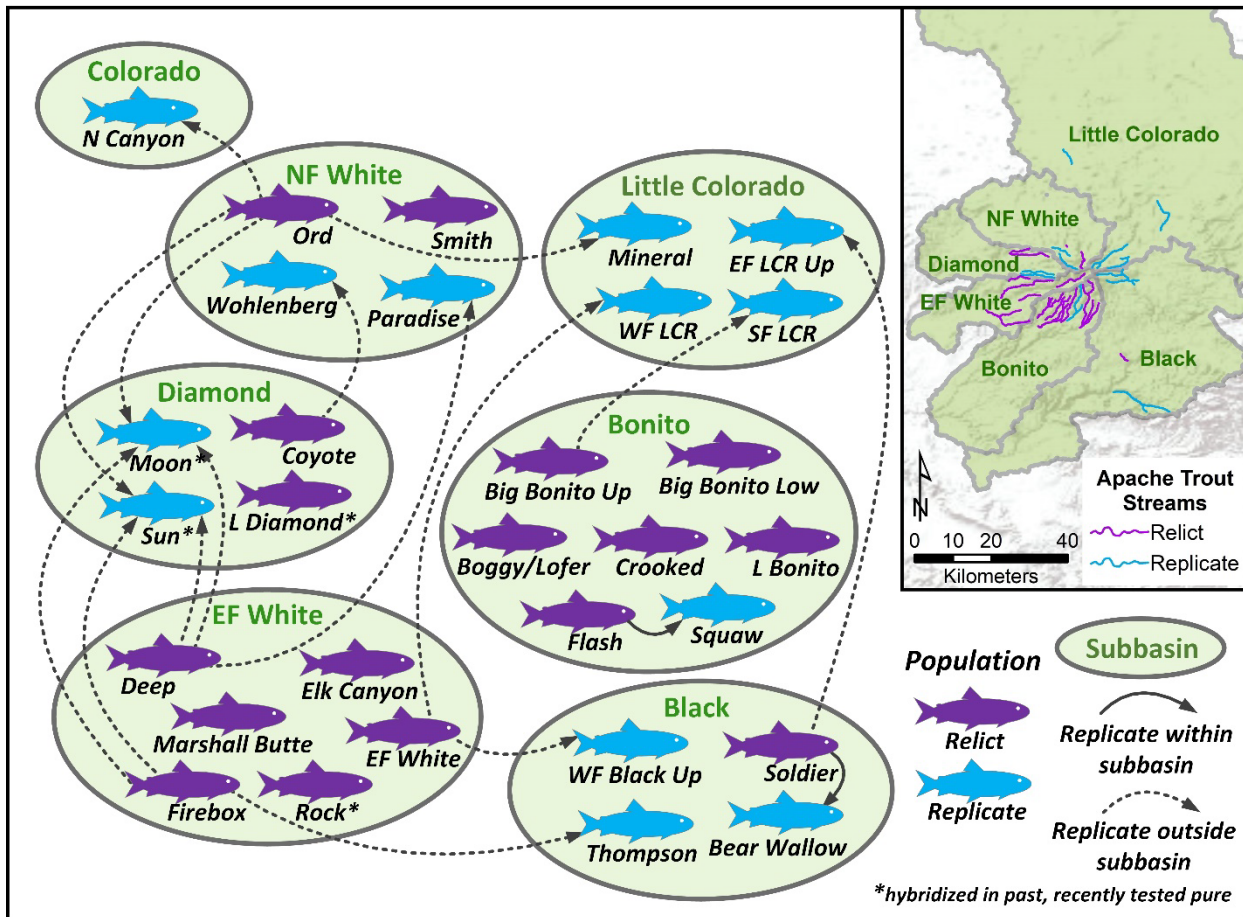 Colorado
N Canyon
NF White
Ord
Smith
Wohlenberg
Paradise
Little Colorado
Mineral
EF LCR Up
WF LCR
SF LCR
Diamond
Moon*
Coyote
Sun*
L Diamond*
Bonito
Big Bonito Up
Big Bonito Low
Boggy/Lofer
Crooked
L Bonito
Flash
Squaw
EF White
Deep
Elk Canyon
Marshall Butte
EF White
Firebox
Rock*
Black
WF Black Up
Soldier
Thompson
Bear Wallow
Little Colorado
NF White
Diamond
EF White
Bonito
Black
N
0 10 20 40
Kilometers
Apache Trout
Streams
Relict
Replicate
Population
Relict
Replicate
Subbasin
Replicate within
subbasin
Replicate outside
subbasin
*hybridized in past, recently tested pure